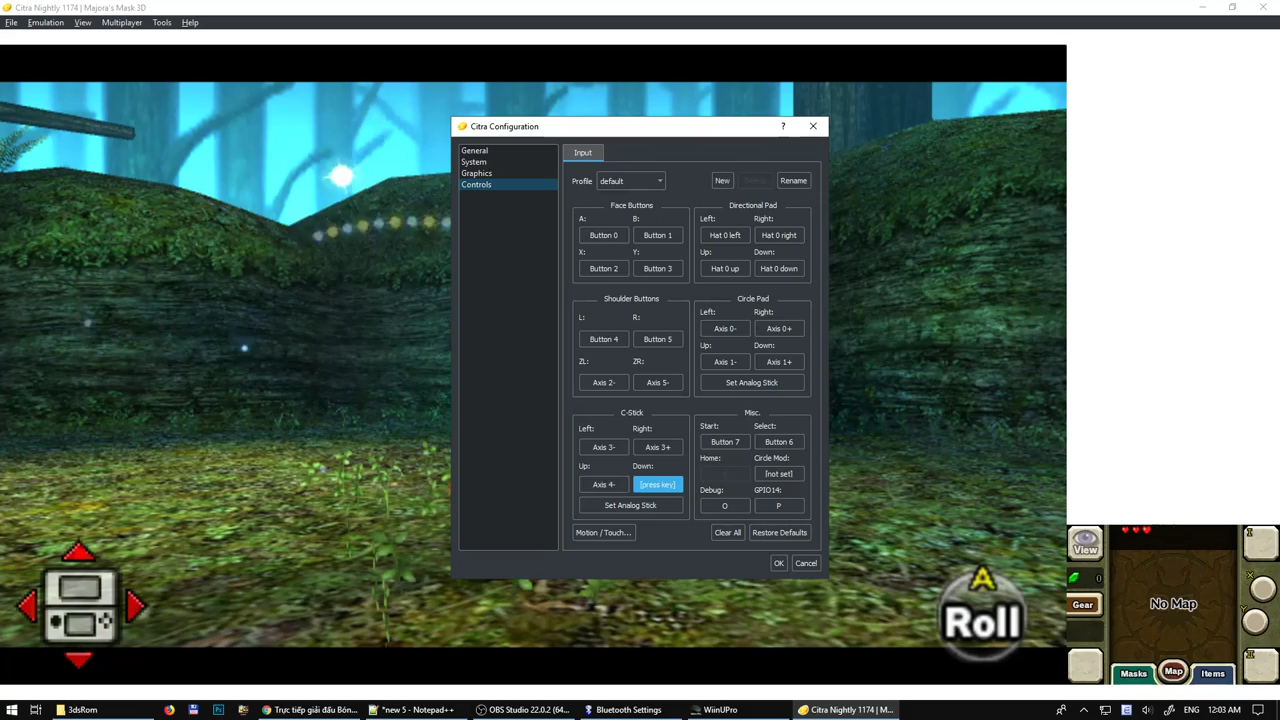 Citra Nightly 1174 | Majora's Mask 3D
File Emulation View Multiplayer Tools Help
Citra Configuration ?
General
System
Graphics
Controls
Input
Profile default New Rename
Face Buttons
A: B:
Button 0 Button 1
X: Y:
Button 2 Button 3
Directional Pad
Left: Right:
Hat 0 left Hat 0 right
Up: Down:
Hat 0 up Hat 0 down
Shoulder Buttons
L: R:
Button 4 Button 5
ZL: ZR:
Axis 2- Axis 5-
Circle Pad
Left: Right:
Axis 0- Axis 0+
Up: Down:
Axis 1- Axis 1+
Set Analog Stick
C-Stick
Left: Right:
Axis 3- Axis 3+
Up: Down:
Axis 4- [press key]
Set Analog Stick
Misc.
Start: Select:
Button 7 Button 6
Home: Circle Mod:
[not set]
Debug: GPIO14:
O P
Motion / Touch... Clear All Restore Defaults
OK Cancel
A
Roll
View
0
Gear
No Map
I
X
Y
II
Masks Map Items
3dsRom Trực tiếp giải đấu Bón... *new 5 - Notepad++ OBS Studio 22.0.2 (64... Bluetooth Settings WiinUPro Citra Nightly 1174 | M... ENG 12:03 AM